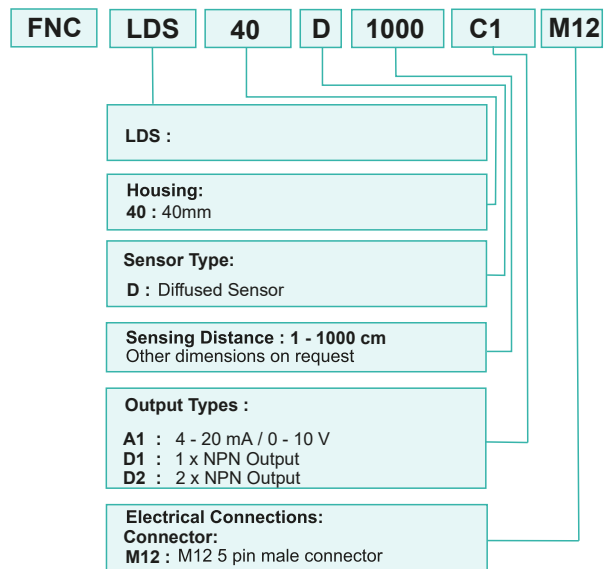 FNC LDS 40 D 1000 C1 M12
LDS :
Housing:
40 : 40mm
Sensor Type:
D : Diffused Sensor
Sensing Distance : 1 - 1000 cm
Other dimensions on request
Output Types :
A1 : 4 - 20 mA / 0 - 10 V
D1 : 1 x NPN Output
D2 : 2 x NPN Output
Electrical Connections:
Connector:
M12 : M12 5 pin male connector